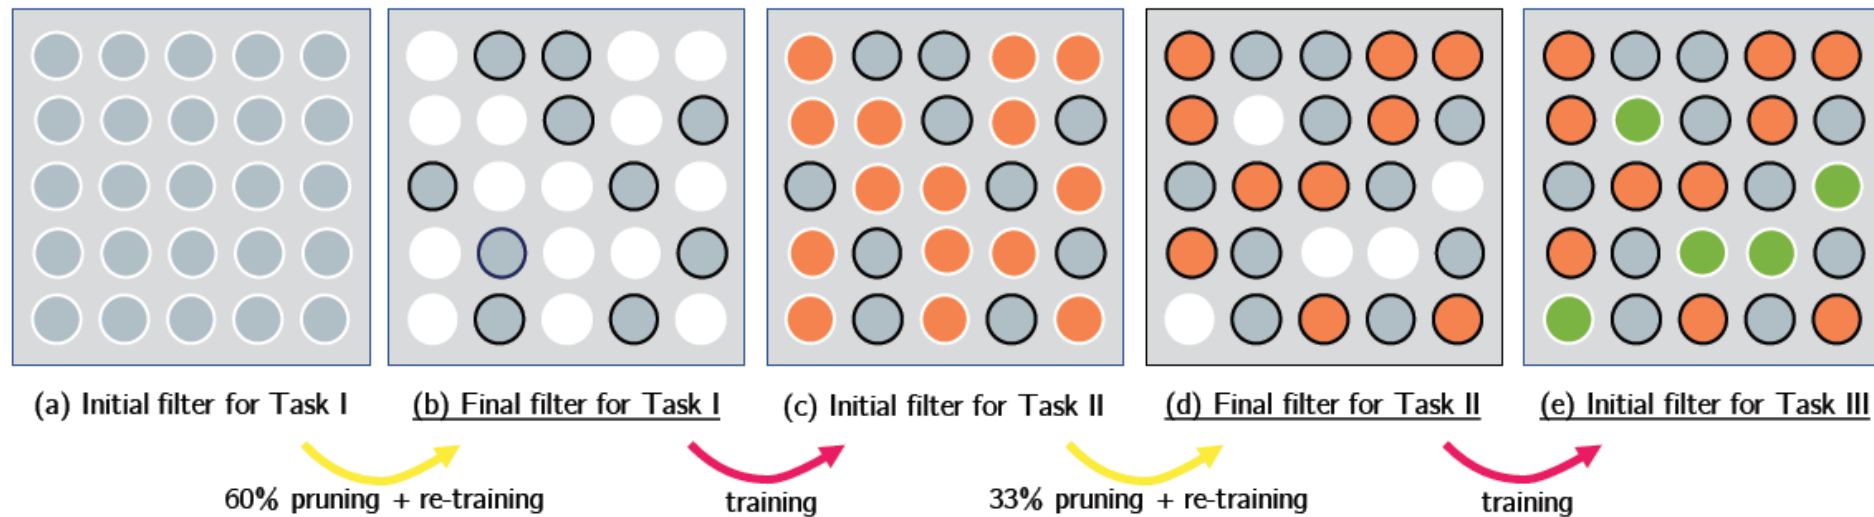 (a) Initial filter for Task I
(b) Final filter for Task I
(c) Initial filter for Task II
(d) Final filter for Task II
(e) Initial filter for Task III
60% pruning + re-training
training
33% pruning + re-training
training